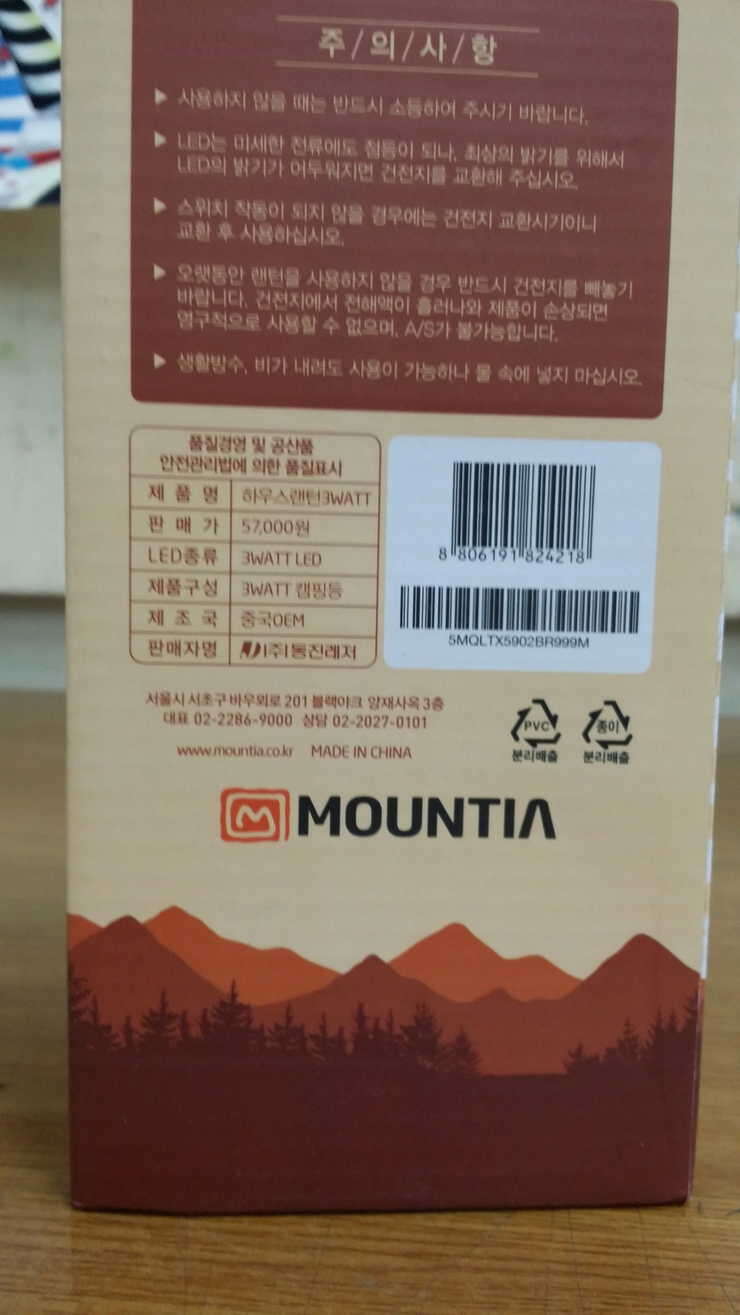 주/의/사/항
▶ 사용하지 않을 때는 반드시 소등하여 주시기 바랍니다.
▶ LED는 미세한 전류에도 점등이 되나, 최상의 밝기를 위해서
LED의 밝기가 어두워지면 건전지를 교환해 주십시오.
▶ 스위치 작동이 되지 않을 경우에는 건전지 교환시기이니
교환 후 사용하십시오.
▶ 오랫동안 랜턴을 사용하지 않을 경우 반드시 건전지를 빼놓기
바랍니다. 건전지에서 전해액이 흘러나와 제품이 손상되면
영구적으로 사용할 수 없으며, A/S가 불가능합니다.
▶ 생활방수, 비가 내려도 사용이 가능하나 물 속에 넣지 마십시오.
품질경영 및 공산품
안전관리법에 의한 품질표시
제 품 명 하우스랜턴3WATT
판 매 가 57,000원
LED종류 3WATT LED
제품구성 3WATT 캠핑등
제 조 국 중국OEM
판매자명 (주)동진레저
8 806191 824218
5MQLTX5902BR999M
서울시 서초구 바우뫼로 201 블랙야크 양재사옥 3층
대표 02-2286-9000 상담 02-2027-0101
www.mountia.co.kr MADE IN CHINA
PVC 종이
분리배출 분리배출
MOUNTIA